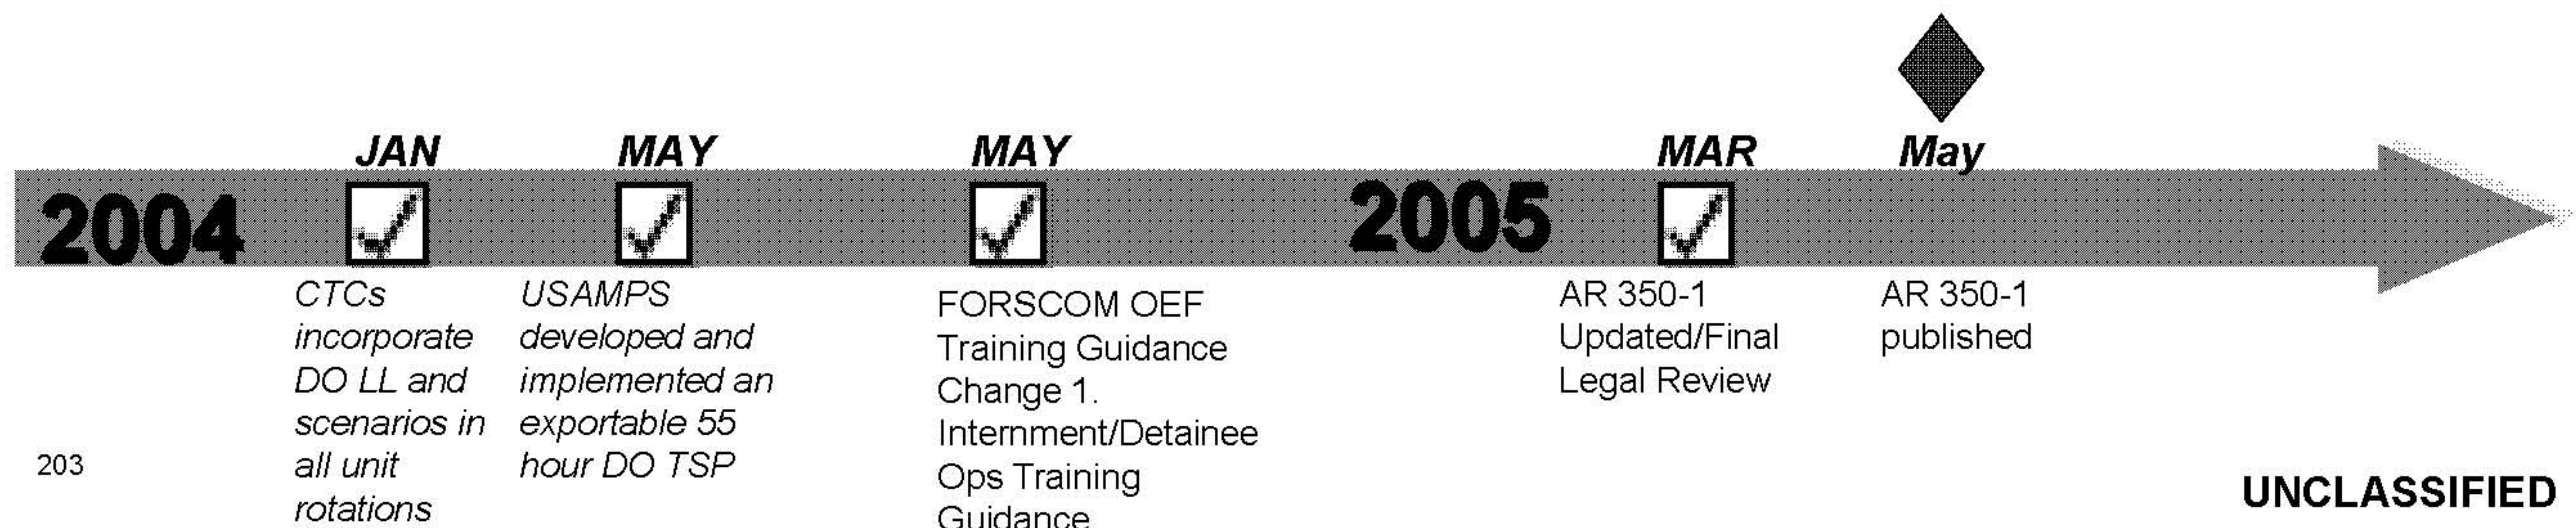 JAN
MAY
MAY
MAR
May
2004
2005
CTCs
incorporate
DO LL and
scenarios in
all unit
rotations
USAMPS
developed and
implemented an
exportable 55
hour DO TSP
FORSCOM OEF
Training Guidance
Change 1.
Internment/Detainee
Ops Training
Guidance
AR 350-1
Updated/Final
Legal Review
AR 350-1
published
203
UNCLASSIFIED